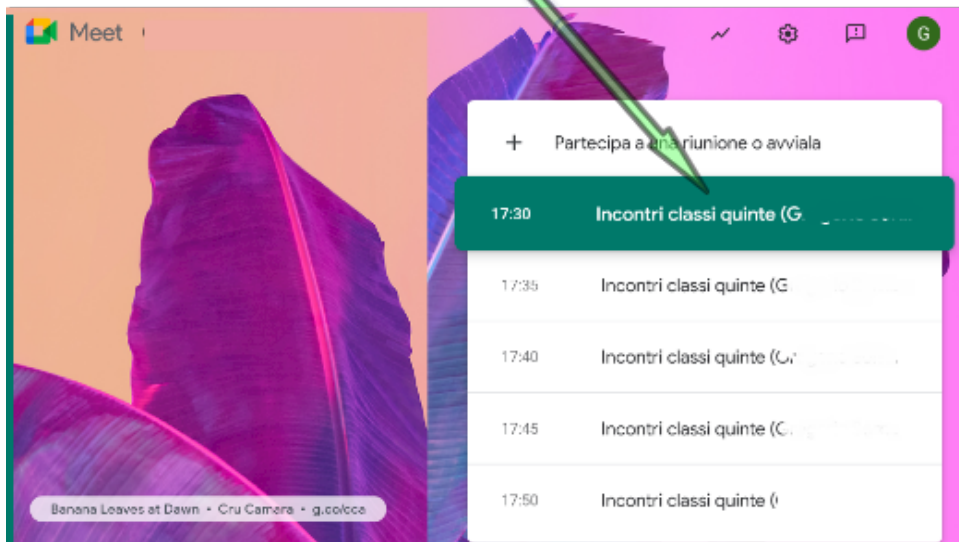 Meet
G
+ Partecipa a una riunione o avviala
17:30 Incontri classi quinte (G
17:35 Incontri classi quinte (G
17:40 Incontri classi quinte (
17:45 Incontri classi quinte (
17:50 Incontri classi quinte (
Banana Leaves at Dawn • Cru Camara • g.co/cca